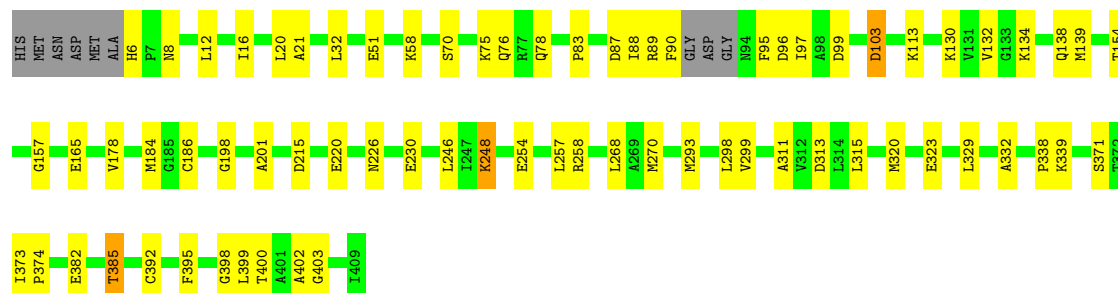 HIS MET ASN ASP MET ALA H6 P7 N8 L12 I16 L20 A21 L32 E51 K58 S70 K75 Q76 R77 Q78 P83 D87 I88 R89 F90 GLY ASP GLY N94 F95 D96 I97 A98 D99 D103 K113 K130 V131 V132 G133 K134 Q138 M139 T154
G157 E165 V178 M184 G185 C186 G198 A201 D215 E220 N226 E230 L246 I247 K248 E254 L257 R258 L268 A269 M270 M293 L298 V299 A311 V312 D313 L314 L315 M320 E323 L329 A332 P338 K339 S371 T372
I373 P374 E382 T385 C392 F395 G398 L399 T400 A401 A402 G403 I409